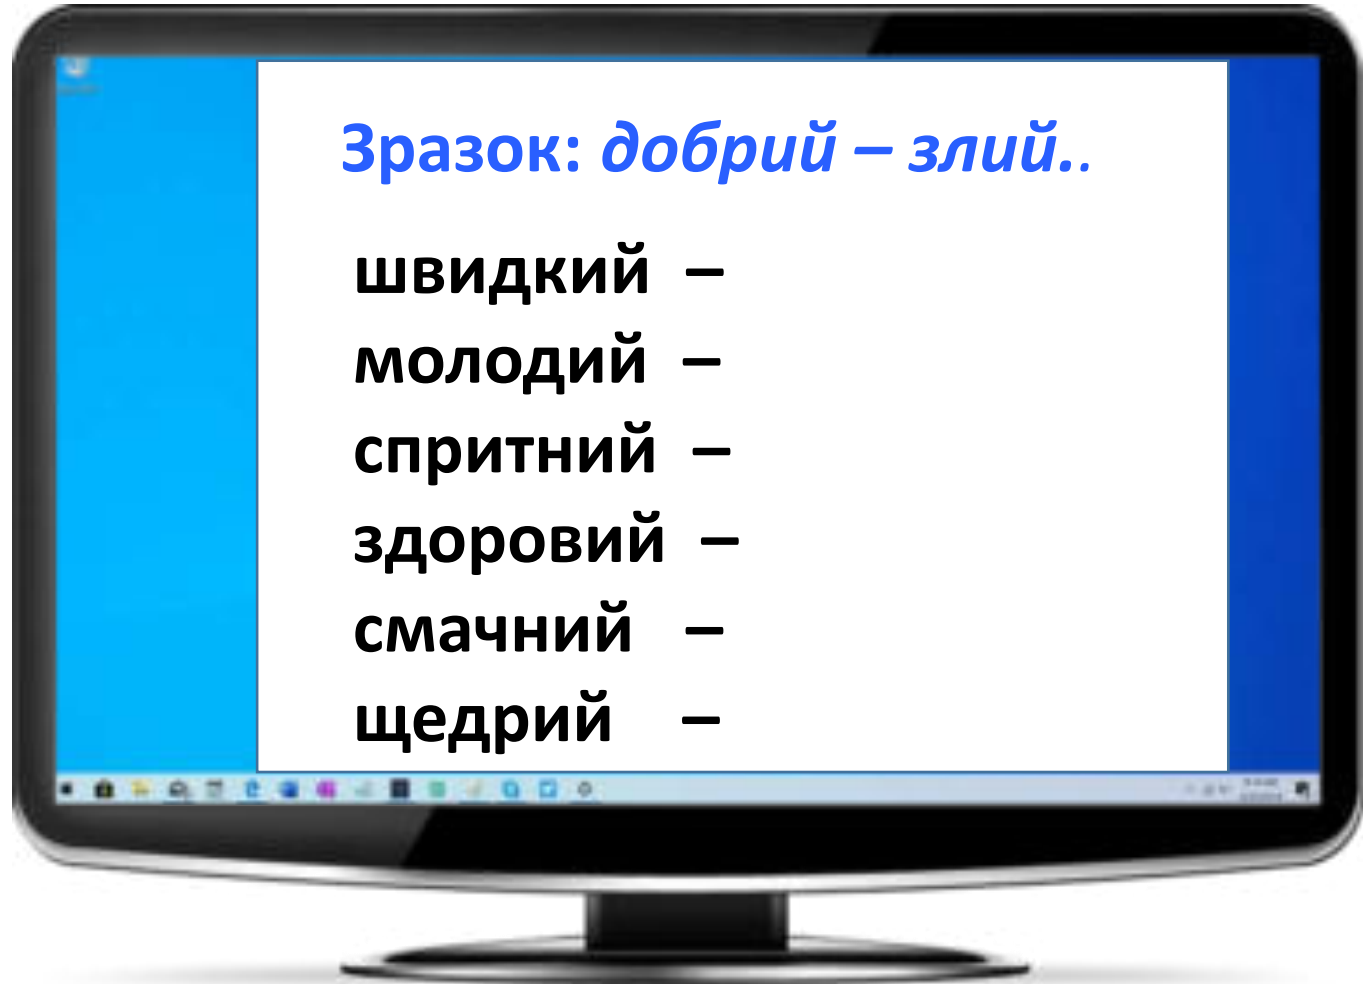 Зразок: добрий – злий..
швидкий –
молодий –
спритний –
здоровий –
смачний –
щедрий –